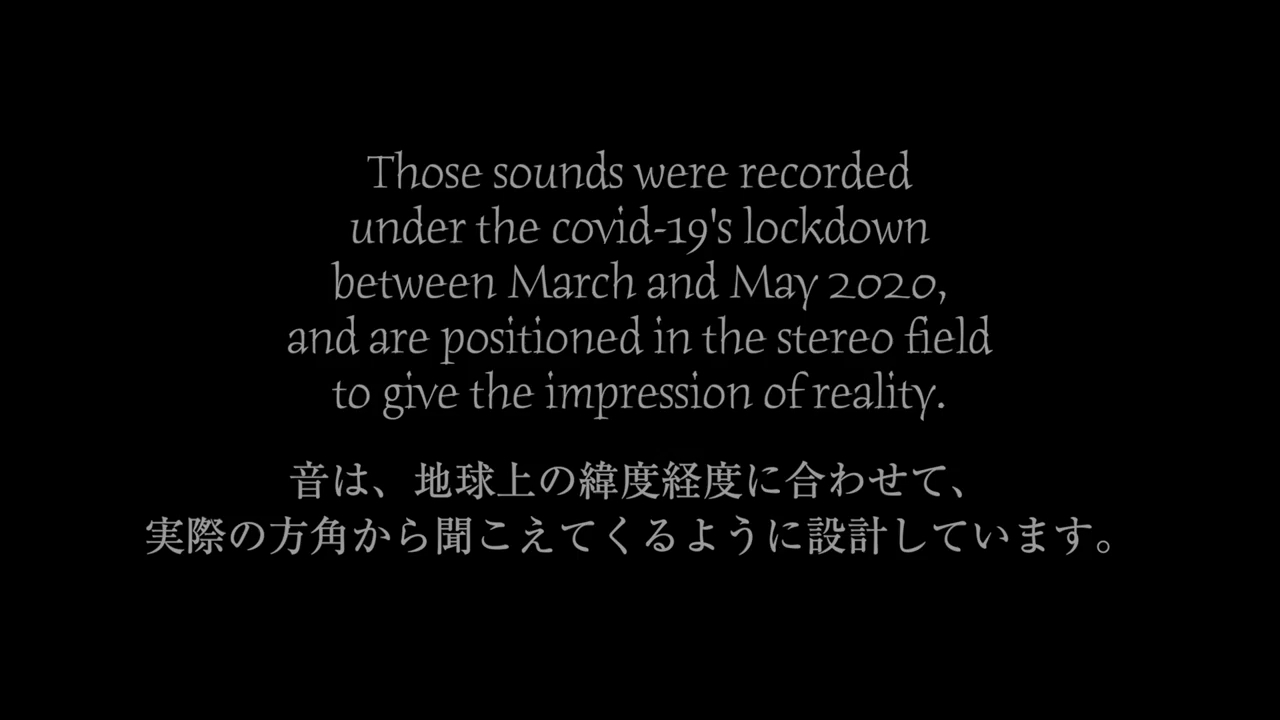 Those sounds were recorded
under the covid-19's lockdown
between March and May 2020,
and are positioned in the stereo field
to give the impression of reality.
音は、地球上の緯度経度に合わせて、
実際の方角から聞こえてくるように設計しています。